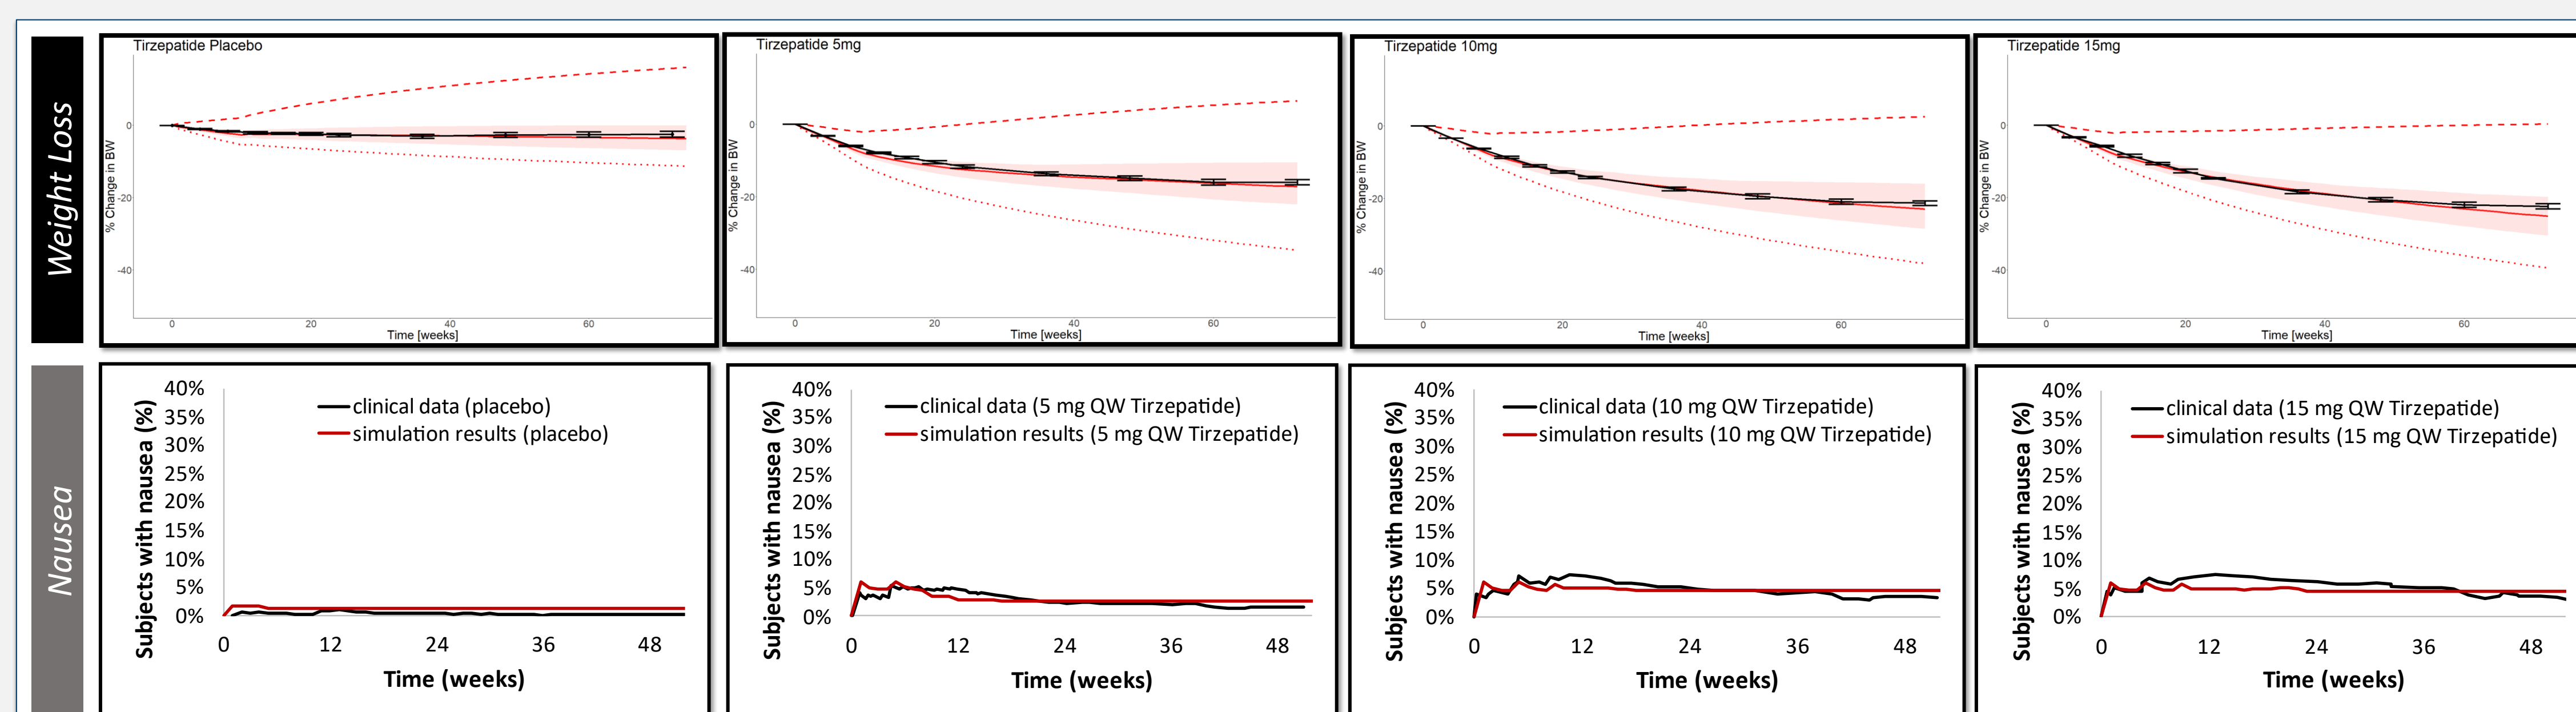 Weight Loss
Tirzepatide Placebo
% Change in BW
0
-20
-40
0 20 40 60
Time [weeks]
Tirzepatide 5mg
% Change in BW
0
-20
-40
0 20 40 60
Time [weeks]
Tirzepatide 10mg
% Change in BW
0
-20
-40
0 20 40 60
Time [weeks]
Tirzepatide 15mg
% Change in BW
0
-20
-40
0 20 40 60
Time [weeks]
Nausea
Subjects with nausea (%)
40%
35%
30%
25%
20%
15%
10%
5%
0%
clinical data (placebo)
simulation results (placebo)
0 12 24 36 48
Time (weeks)
Subjects with nausea (%)
40%
35%
30%
25%
20%
15%
10%
5%
0%
clinical data (5 mg QW Tirzepatide)
simulation results (5 mg QW Tirzepatide)
0 12 24 36 48
Time (weeks)
Subjects with nausea (%)
40%
35%
30%
25%
20%
15%
10%
5%
0%
clinical data (10 mg QW Tirzepatide)
simulation results (10 mg QW Tirzepatide)
0 12 24 36 48
Time (weeks)
Subjects with nausea (%)
40%
35%
30%
25%
20%
15%
10%
5%
0%
clinical data (15 mg QW Tirzepatide)
simulation results (15 mg QW Tirzepatide)
0 12 24 36 48
Time (weeks)